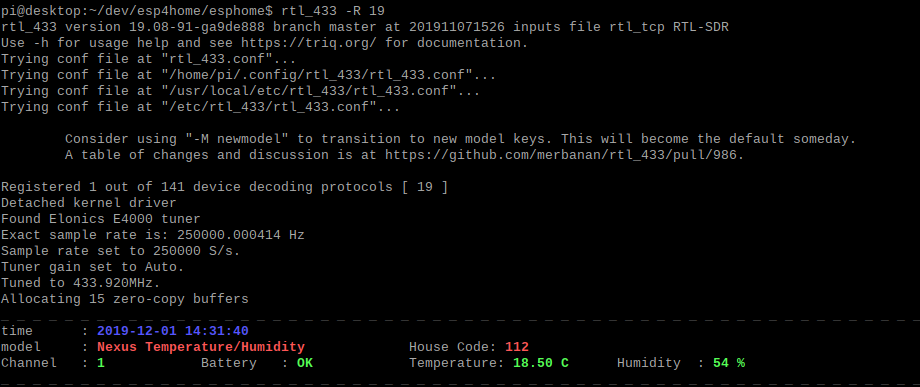 pi@desktop:~/dev/esp4home/esphome$ rtl_433 -R 19
rtl_433 version 19.08-91-ga9de888 branch master at 201911071526 inputs file rtl_tcp RTL-SDR
Use -h for usage help and see https://triq.org/ for documentation.
Trying conf file at "rtl_433.conf"...
Trying conf file at "/home/pi/.config/rtl_433/rtl_433.conf"...
Trying conf file at "/usr/local/etc/rtl_433/rtl_433.conf"...
Trying conf file at "/etc/rtl_433/rtl_433.conf"...
Consider using "-M newmodel" to transition to new model keys. This will become the default someday.
A table of changes and discussion is at https://github.com/merbanan/rtl_433/pull/986.
Registered 1 out of 141 device decoding protocols [ 19 ]
Detached kernel driver
Found Elonics E4000 tuner
Exact sample rate is: 250000.000414 Hz
Sample rate set to 250000 S/s.
Tuner gain set to Auto.
Tuned to 433.920MHz.
Allocating 15 zero-copy buffers
_ _ _ _ _ _ _ _ _ _ _ _ _ _ _ _ _ _ _ _ _ _ _ _ _ _ _ _ _ _ _ _ _ _ _ _ _ _ _ _ _ _ _ _ _ _ _ _ _ _ _ _ _ _ _ _ _ _
time      : 2019-12-01 14:31:40
model     : Nexus Temperature/Humidity             House Code: 112
Channel   : 1            Battery   : OK            Temperature: 18.50 C      Humidity  : 54 %
_ _ _ _ _ _ _ _ _ _ _ _ _ _ _ _ _ _ _ _ _ _ _ _ _ _ _ _ _ _ _ _ _ _ _ _ _ _ _ _ _ _ _ _ _ _ _ _ _ _ _ _ _ _ _ _ _ _